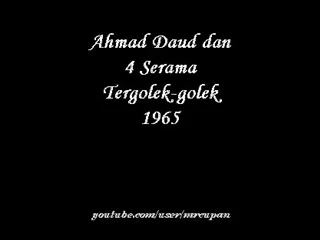 Ahmad Daud dan
4 Serama
Tergolek-golek
1965
youtube.com/user/mrcupan